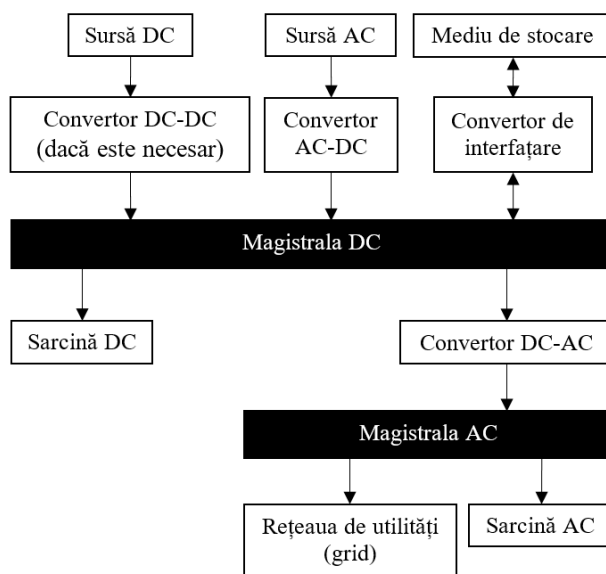 Sursă DC
Sursă AC
Mediu de stocare
Convertor DC-DC
(dacă este necesar)
Convertor
AC-DC
Convertor de
interfațare
Magistrala DC
Sarcină DC
Convertor DC-AC
Magistrala AC
Rețeaua de utilități
(grid)
Sarcină AC